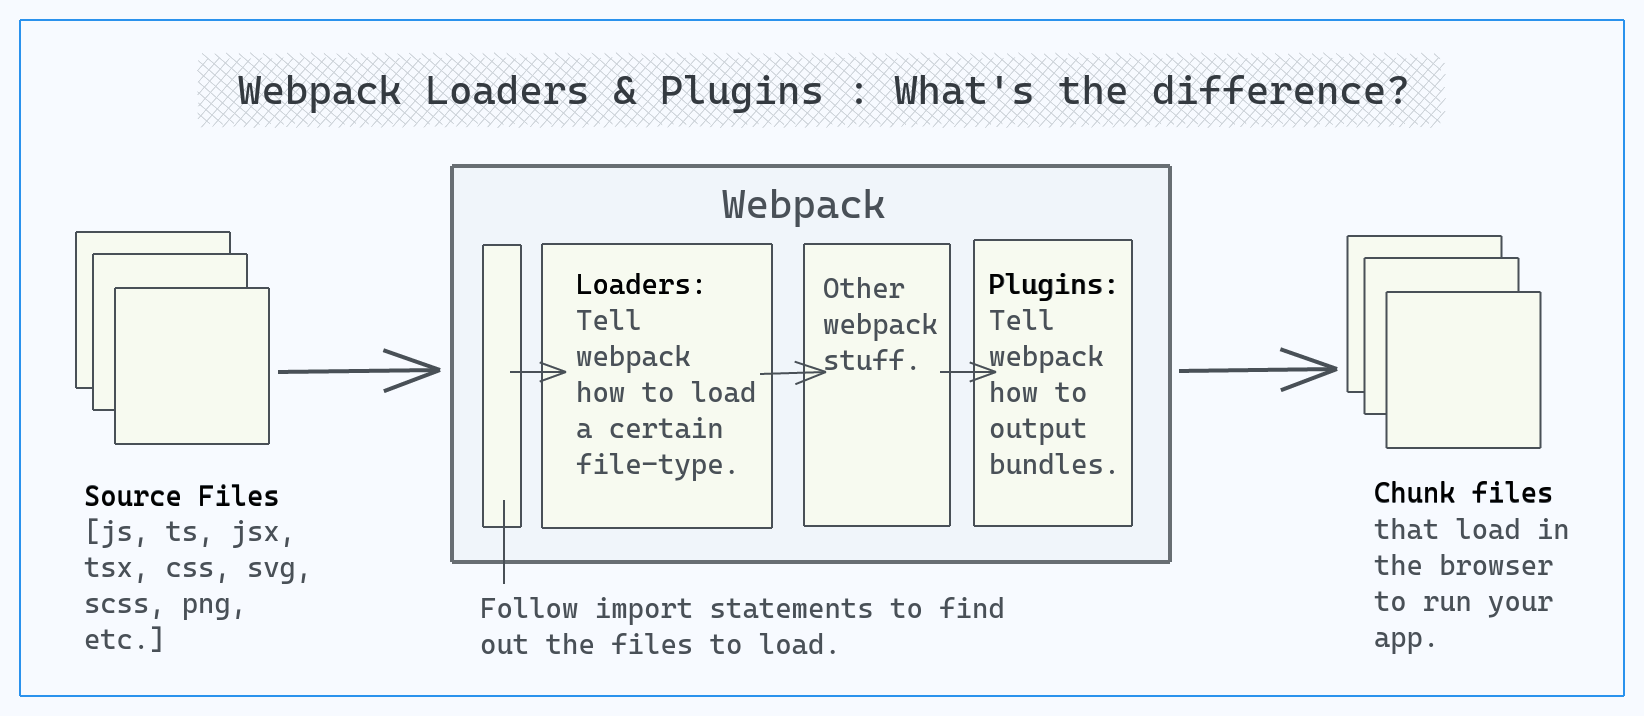 Webpack Loaders & Plugins : What's the difference?
Webpack
Loaders:
Tell
webpack
how to load
a certain
file-type.
Other
webpack
stuff.
Plugins:
Tell
webpack
how to
output
bundles.
Source Files
[js, ts, jsx,
tsx, css, svg,
scss, png,
etc.]
Follow import statements to find
out the files to load.
Chunk files
that load in
the browser
to run your
app.